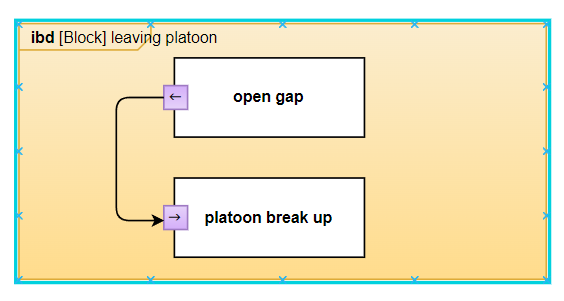 ibd [Block] leaving platoon
open gap
platoon break up